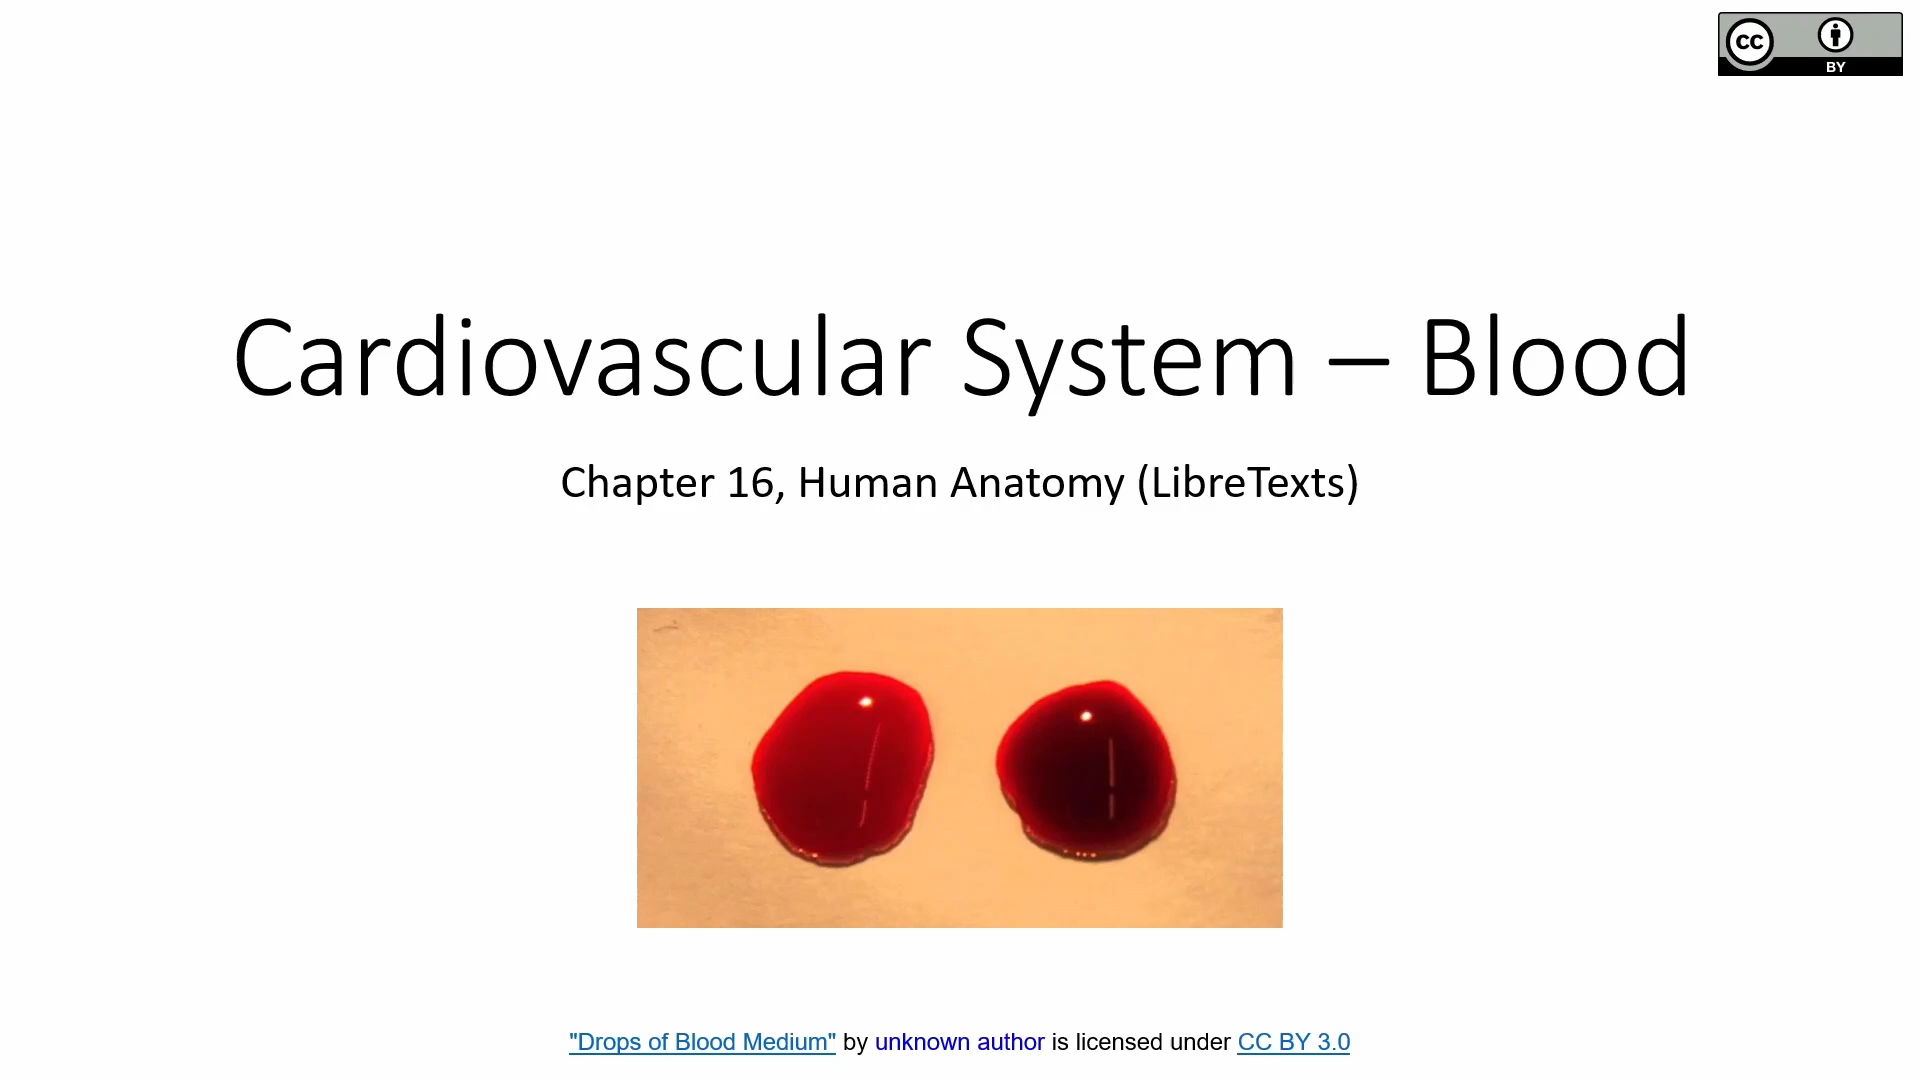 CC
BY
Cardiovascular System – Blood
Chapter 16, Human Anatomy (LibreTexts)
"Drops of Blood Medium" by unknown author is licensed under CC BY 3.0